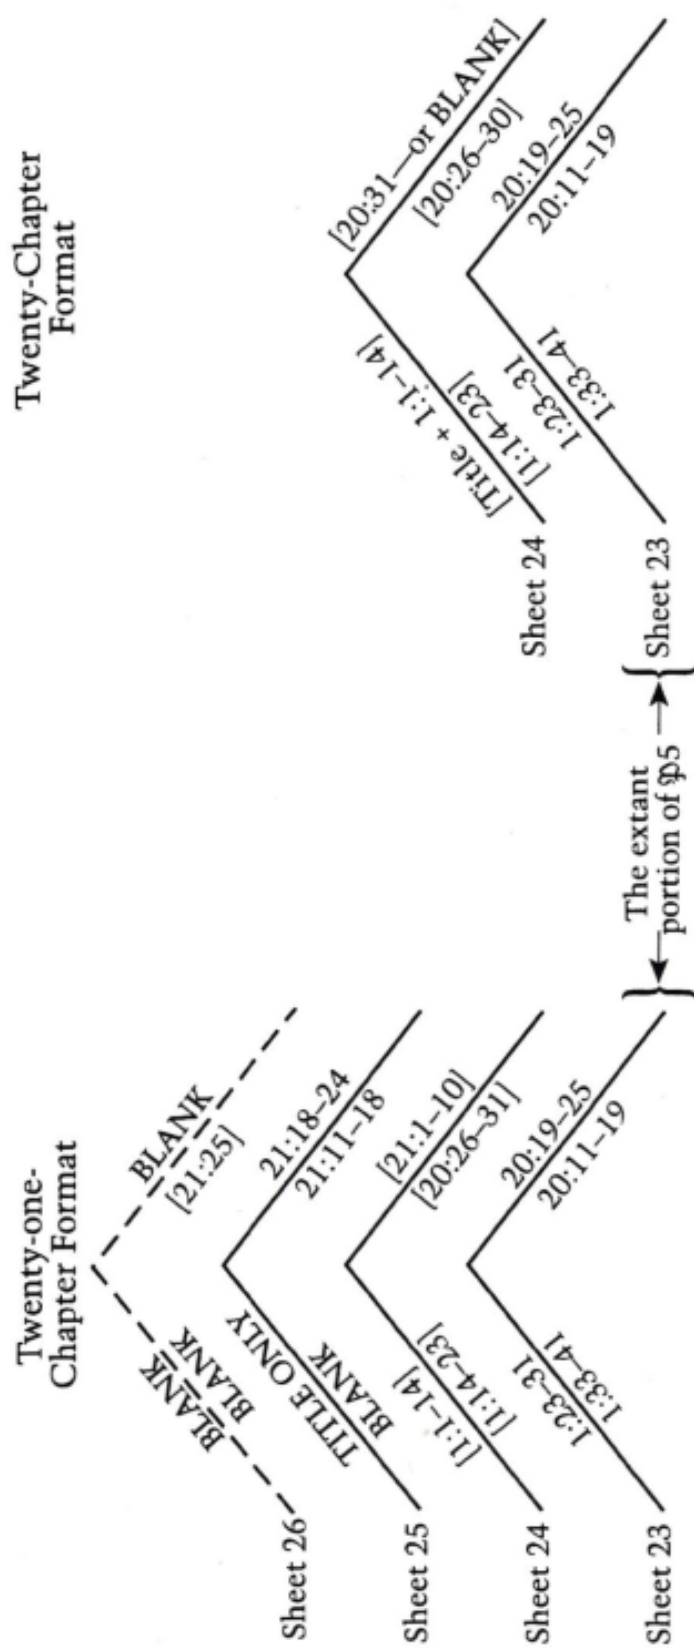 Twenty-one-
Chapter Format
Sheet 26
BLANK
BLANK
BLANK
[21:25]
Sheet 25
TITLE ONLY
BLANK
21:18–24
21:11–18
Sheet 24
[1:1–14]
[1:14–23]
[21:1–10]
[20:26–31]
Sheet 23
1:23–31
1:33–41
20:19–25
20:11–19
The extant
portion of 𝔓5
Twenty-Chapter
Format
Sheet 24
[Title + 1:1–14]
[1:14–23]
[20:31—or BLANK]
[20:26–30]
Sheet 23
1:23–31
1:33–41
20:19–25
20:11–19